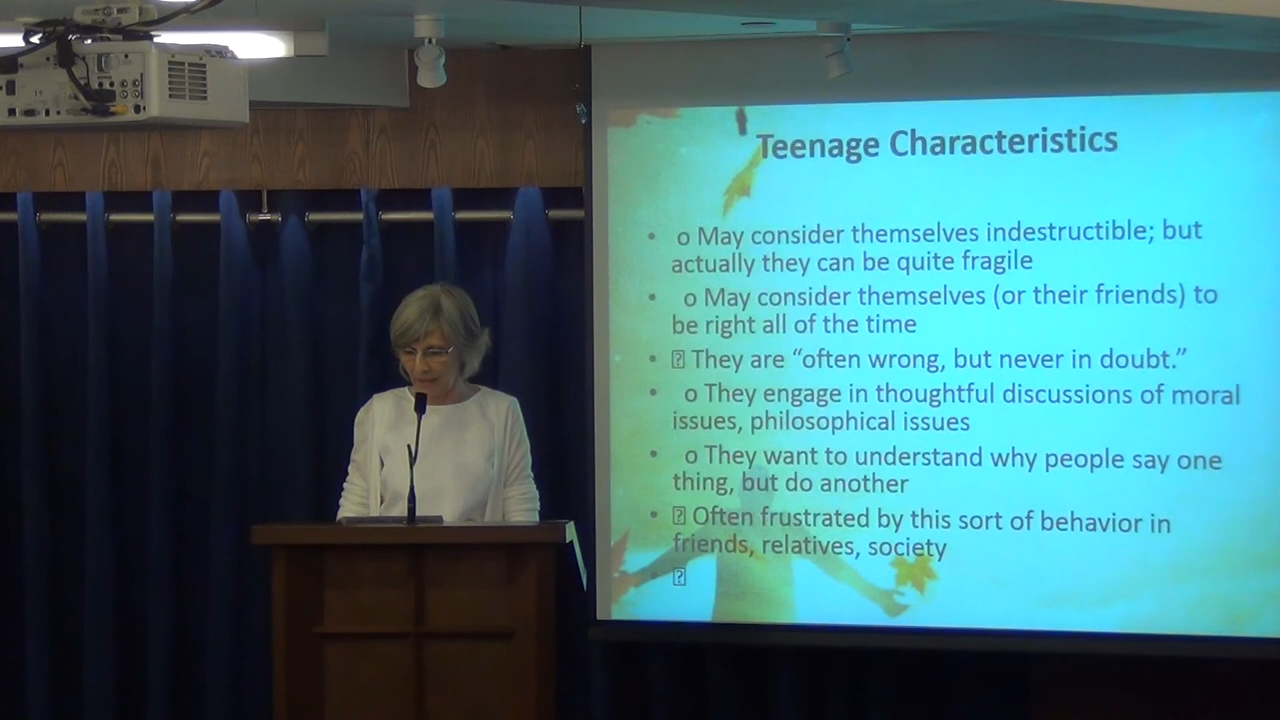 Teenage Characteristics
• o May consider themselves indestructible; but
actually they can be quite fragile
• o May consider themselves (or their friends) to
be right all of the time
• ⍰ They are “often wrong, but never in doubt.”
• o They engage in thoughtful discussions of moral
issues, philosophical issues
• o They want to understand why people say one
thing, but do another
• ⍰ Often frustrated by this sort of behavior in
friends, relatives, society
⍰